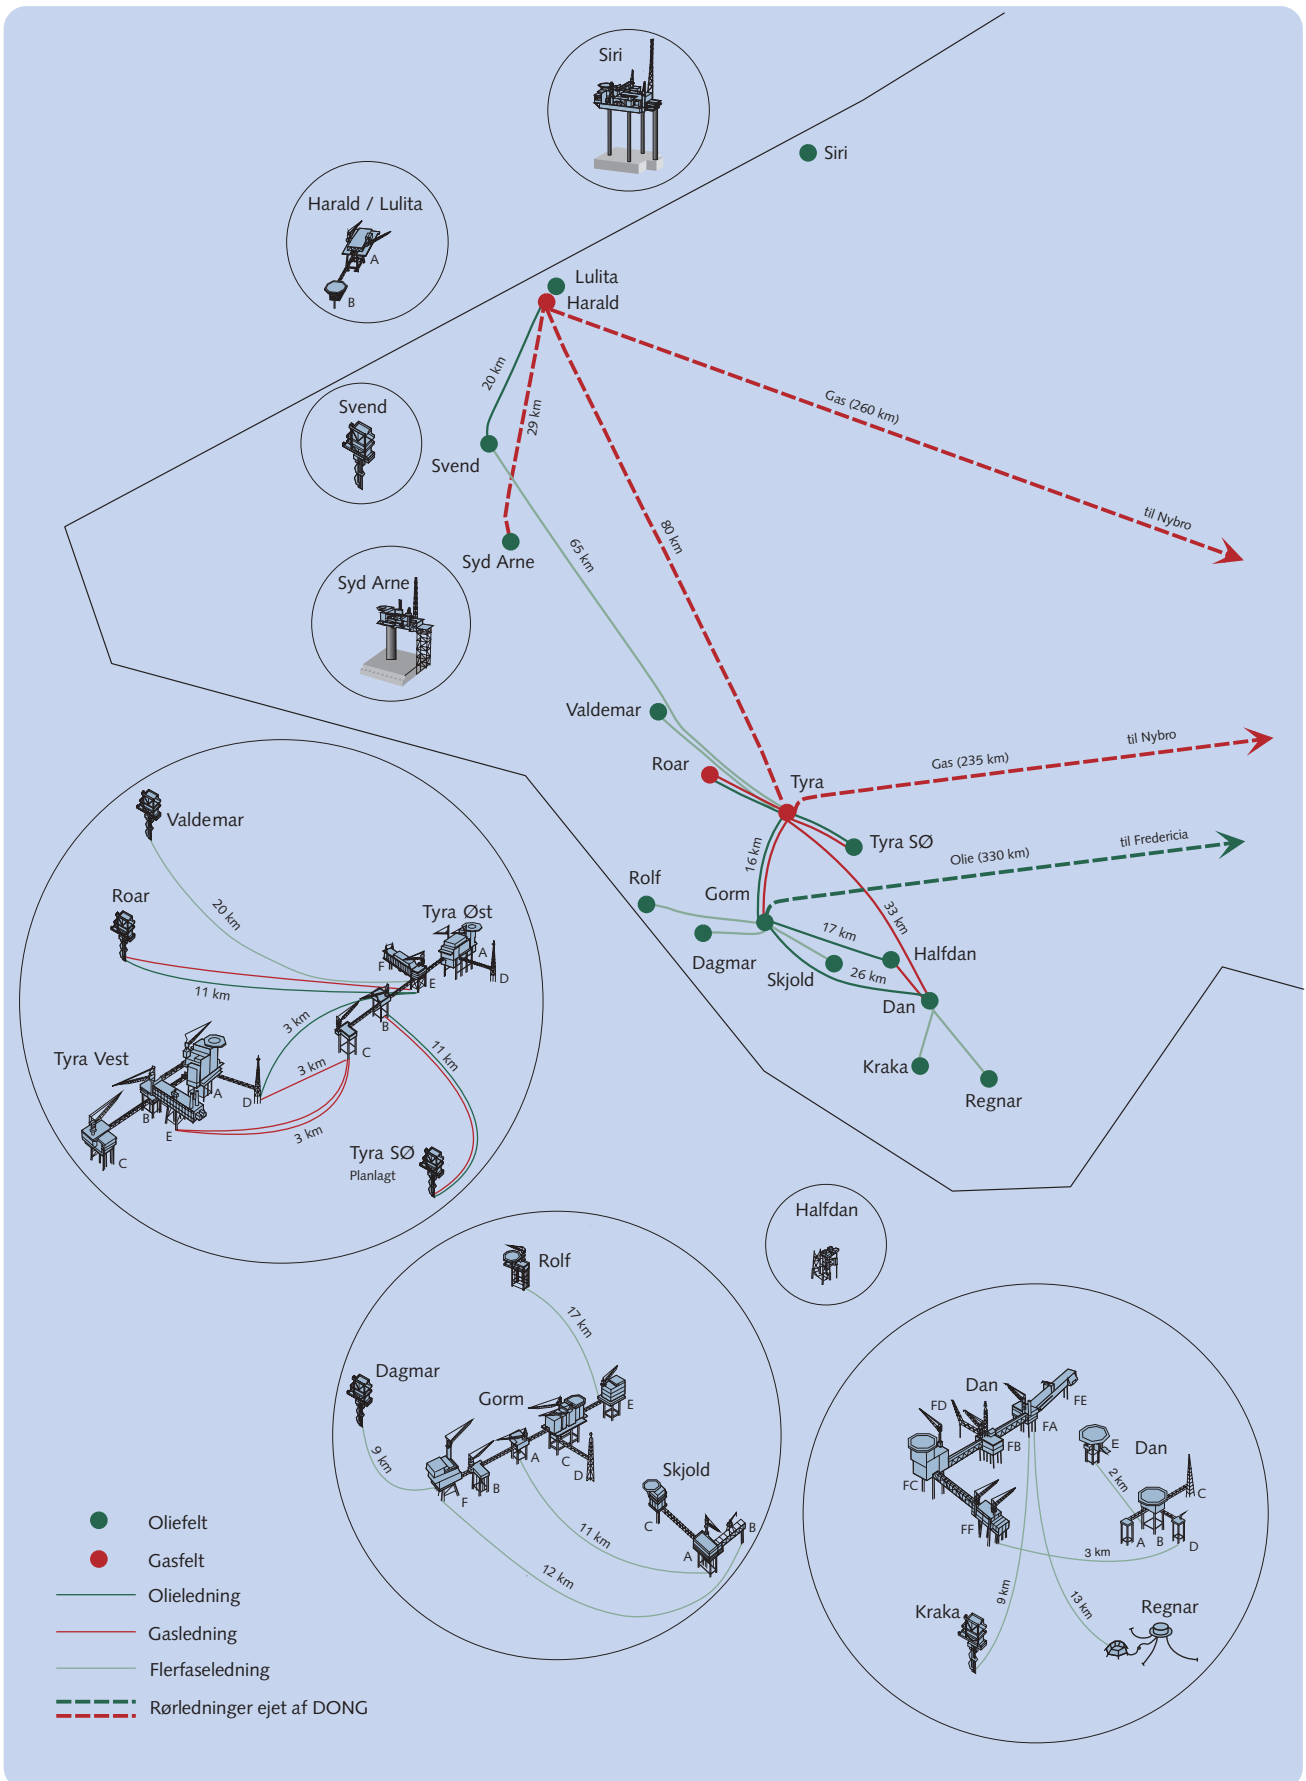 Siri
Siri
Harald / Lulita
A
B
Lulita
Harald
20 km
29 km
Gas (260 km)
til Nybro
Svend
Svend
80 km
65 km
Syd Arne
Syd Arne
Valdemar
Roar
Tyra
Gas (235 km)
til Nybro
Tyra SØ
16 km
Olie (330 km)
til Fredericia
Rolf
Gorm
33 km
17 km
Halfdan
Dagmar
Skjold
26 km
Dan
Kraka
Regnar
Valdemar
Roar
20 km
Tyra Øst
A
F
E
D
11 km
B
3 km
C
11 km
Tyra Vest
3 km
A
D
B
E
3 km
C
Tyra SØ
Planlagt
Halfdan
Rolf
17 km
Dagmar
Gorm
E
9 km
A
C
D
B
F
Skjold
C
B
11 km
A
12 km
Dan
FE
FD
FA
FB
E
Dan
FC
2 km
C
FF
A
B
D
3 km
9 km
13 km
Kraka
Regnar
Oliefelt
Gasfelt
Olieledning
Gasledning
Flerfaseledning
Rørledninger ejet af DONG